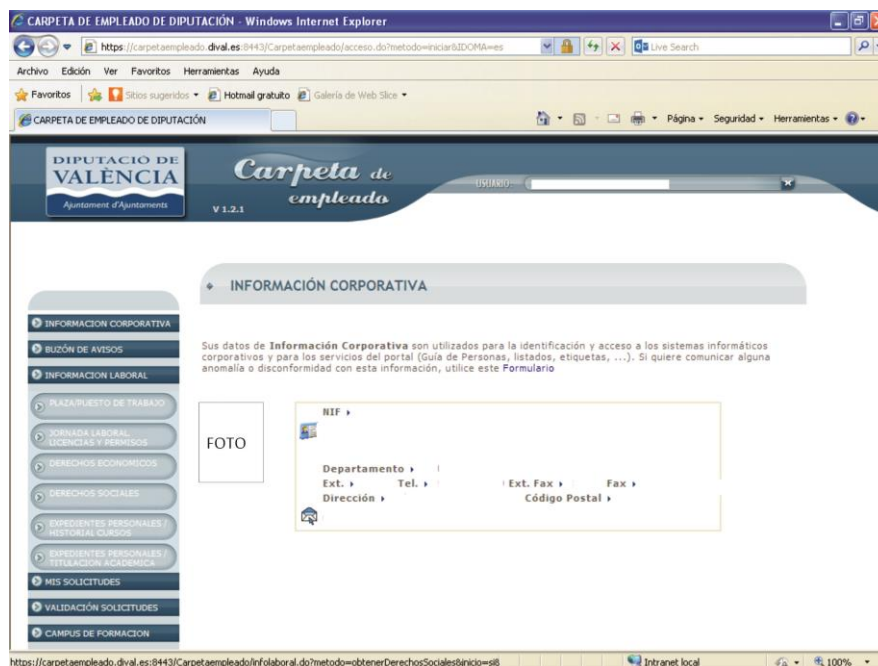 CARPETA DE EMPLEADO DE DIPUTACIÓN - Windows Internet Explorer
https://carpetaempleado.dival.es:8443/Carpetaempleado/acceso.do?metodo=iniciar&IDOMA=es
Live Search
Archivo Edición Ver Favoritos Herramientas Ayuda
Favoritos Sitios sugeridos Hotmail gratuito Galería de Web Slice
CARPETA DE EMPLEADO DE DIPUTACIÓN
Página Seguridad Herramientas
DIPUTACIÓ DE
VALÈNCIA
Ajuntament d'Ajuntaments
Carpeta de
empleado
V 1.2.1
USUARIO:
INFORMACIÓN CORPORATIVA
INFORMACION CORPORATIVA
BUZÓN DE AVISOS
INFORMACION LABORAL
PLAZA/PUESTO DE TRABAJO
JORNADA LABORAL,
LICENCIAS Y PERMISOS
DERECHOS ECONOMICOS
DERECHOS SOCIALES
EXPEDIENTES PERSONALES /
HISTORIAL CURSOS
EXPEDIENTES PERSONALES /
TITULACION ACADEMICA
MIS SOLICITUDES
VALIDACIÓN SOLICITUDES
CAMPUS DE FORMACION
Sus datos de Información Corporativa son utilizados para la identificación y acceso a los sistemas informáticos
corporativos y para los servicios del portal (Guía de Personas, listados, etiquetas, ...). Si quiere comunicar alguna
anomalía o disconformidad con esta información, utilice este Formulario
FOTO
NIF
Departamento
Ext. Tel. Ext. Fax Fax
Dirección Código Postal
https://carpetaempleado.dival.es:8443/Carpetaempleado/infolaboral.do?metodo=obtenerDerechosSociales&inicio=si&
Intranet local
100%